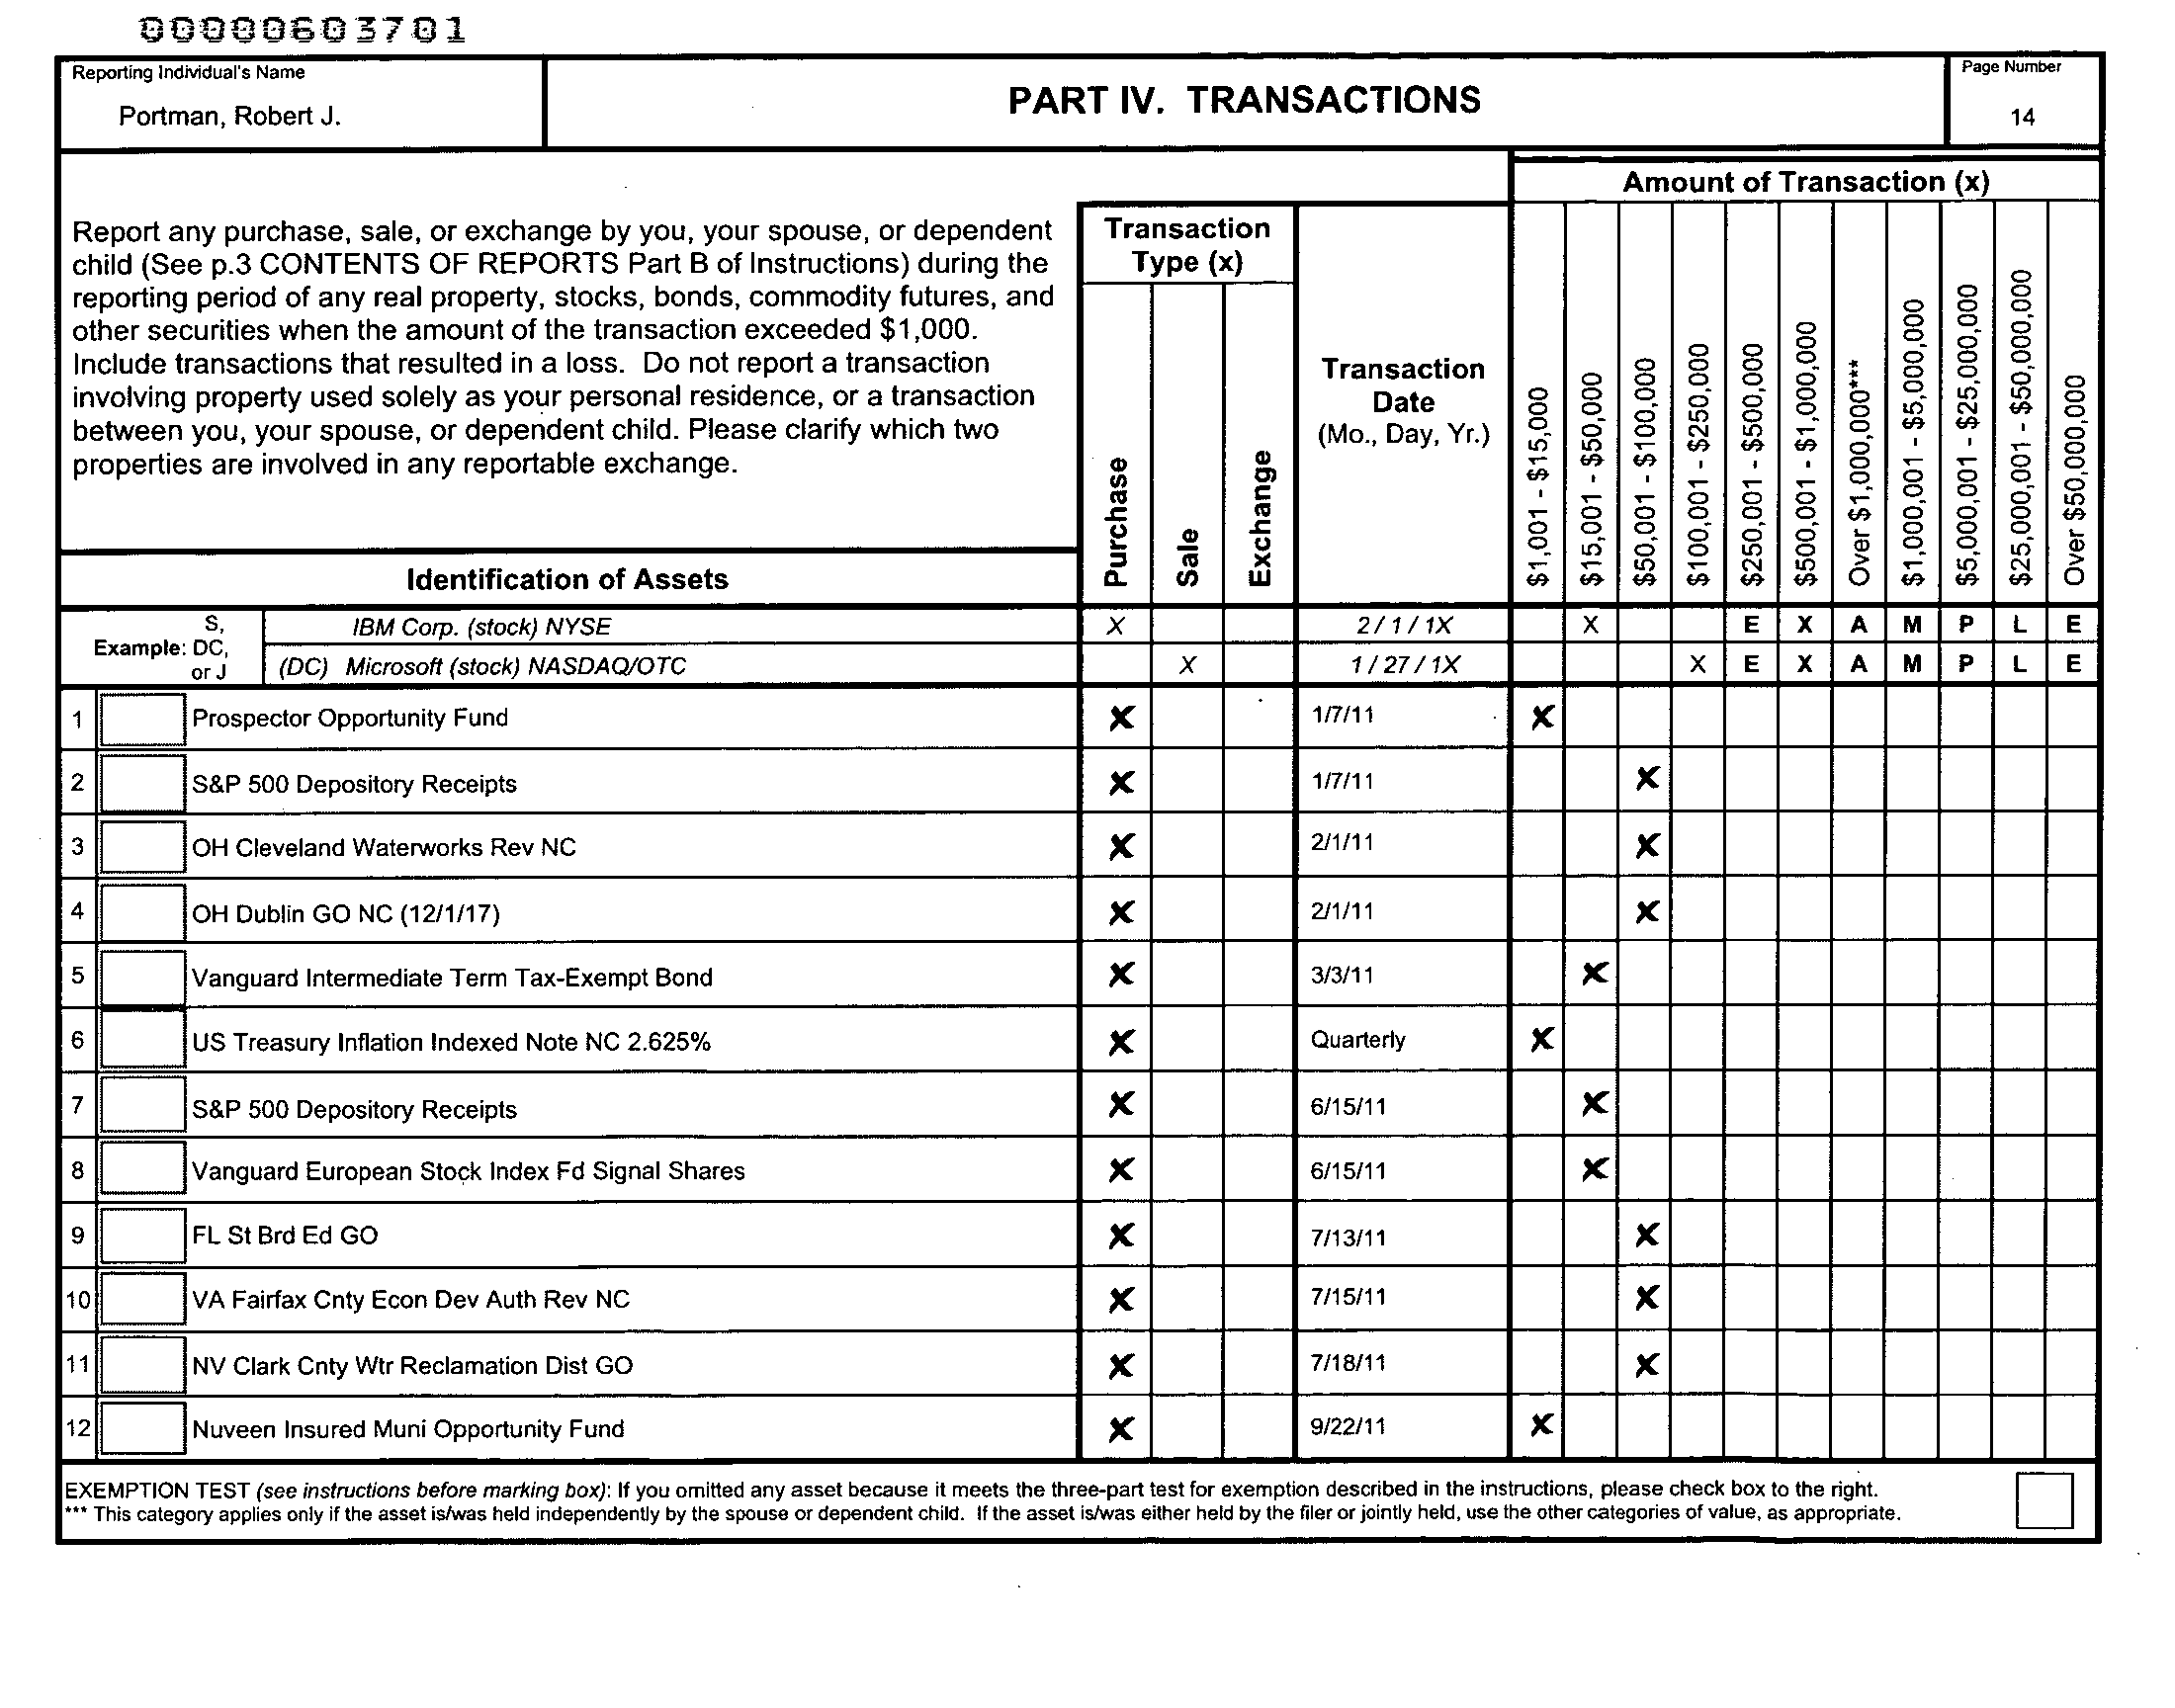 00000603701
Reporting Individual's Name
Portman, Robert J.
PART IV. TRANSACTIONS
Page Number
14
Report any purchase, sale, or exchange by you, your spouse, or dependent
child (See p.3 CONTENTS OF REPORTS Part B of Instructions) during the
reporting period of any real property, stocks, bonds, commodity futures, and
other securities when the amount of the transaction exceeded $1,000.
Include transactions that resulted in a loss. Do not report a transaction
involving property used solely as your personal residence, or a transaction
between you, your spouse, or dependent child. Please clarify which two
properties are involved in any reportable exchange.
Identification of Assets
Transaction
Type (x)
Purchase
Sale
Exchange
Transaction
Date
(Mo., Day, Yr.)
Amount of Transaction (x)
$1,001 - $15,000
$15,001 - $50,000
$50,001 - $100,000
$100,001 - $250,000
$250,001 - $500,000
$500,001 - $1,000,000
Over $1,000,000***
$1,000,001 - $5,000,000
$5,000,001 - $25,000,000
$25,000,001 - $50,000,000
Over $50,000,000
Example: S, DC, or J
IBM Corp. (stock) NYSE X 2 / 1 / 1X X E X A M P L E
(DC) Microsoft (stock) NASDAQ/OTC X 1 / 27 / 1X X E X A M P L E
1 Prospector Opportunity Fund X 1/7/11 X
2 S&P 500 Depository Receipts X 1/7/11 X
3 OH Cleveland Waterworks Rev NC X 2/1/11 X
4 OH Dublin GO NC (12/1/17) X 2/1/11 X
5 Vanguard Intermediate Term Tax-Exempt Bond X 3/3/11 X
6 US Treasury Inflation Indexed Note NC 2.625% X Quarterly X
7 S&P 500 Depository Receipts X 6/15/11 X
8 Vanguard European Stock Index Fd Signal Shares X 6/15/11 X
9 FL St Brd Ed GO X 7/13/11 X
10 VA Fairfax Cnty Econ Dev Auth Rev NC X 7/15/11 X
11 NV Clark Cnty Wtr Reclamation Dist GO X 7/18/11 X
12 Nuveen Insured Muni Opportunity Fund X 9/22/11 X
EXEMPTION TEST (see instructions before marking box): If you omitted any asset because it meets the three-part test for exemption described in the instructions, please check box to the right.
*** This category applies only if the asset is/was held independently by the spouse or dependent child. If the asset is/was either held by the filer or jointly held, use the other categories of value, as appropriate.